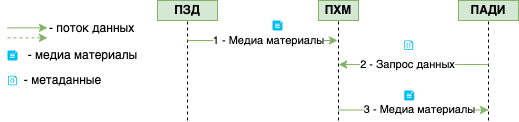 ПЗД
ПХМ
ПАДИ
- поток данных
- медиа материалы
- метаданные
1 - Медиа материалы
2 - Запрос данных
3 - Медиа материалы